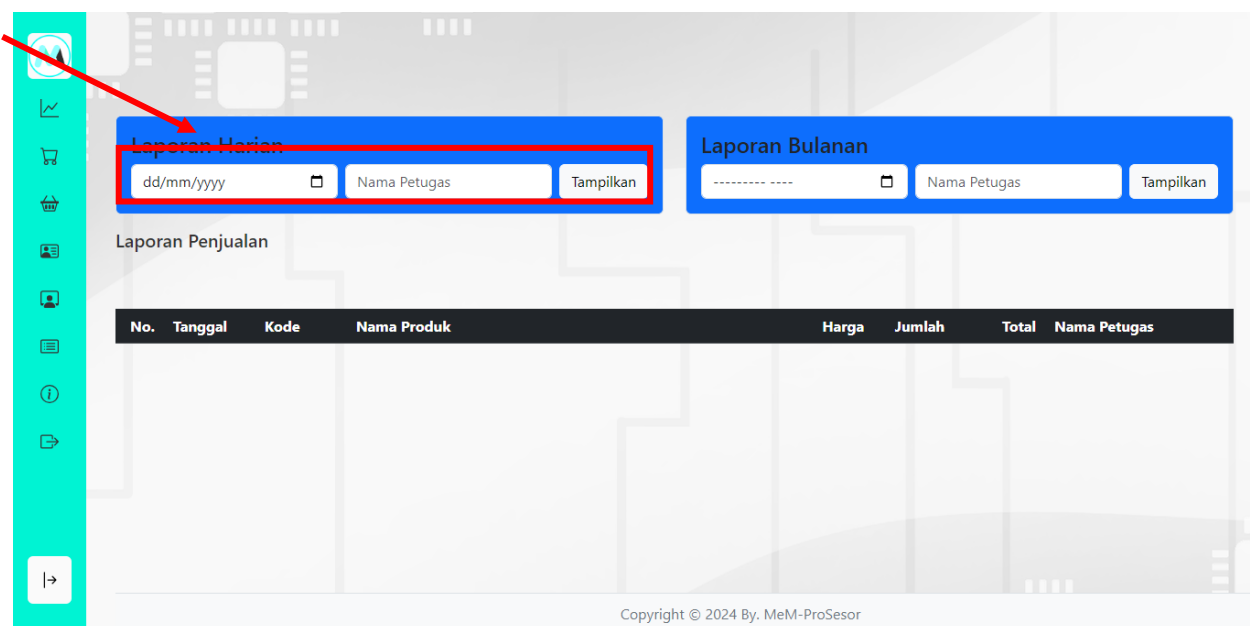 Laporan Harian
dd/mm/yyyy Nama Petugas Tampilkan
Laporan Bulanan
--------- ---- Nama Petugas Tampilkan
Laporan Penjualan
No. Tanggal Kode Nama Produk Harga Jumlah Total Nama Petugas
Copyright © 2024 By. MeM-ProSesor